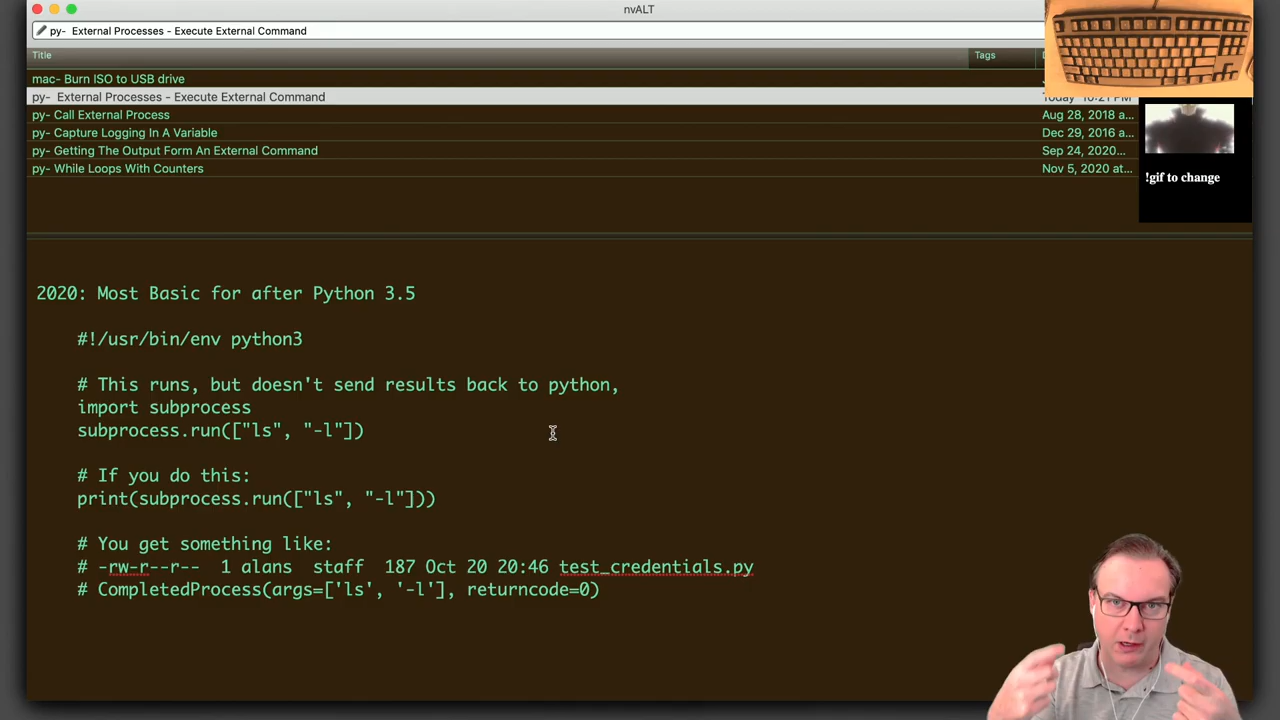 nvALT
py-  External Processes - Execute External Command
Title
Tags
mac- Burn ISO to USB drive
py-  External Processes - Execute External Command
py- Call External Process
Aug 28, 2018 a...
py- Capture Logging In A Variable
Dec 29, 2016 a...
py- Getting The Output Form An External Command
Sep 24, 2020...
py- While Loops With Counters
Nov 5, 2020 at...
!gif to change
2020: Most Basic for after Python 3.5
#!/usr/bin/env python3
# This runs, but doesn't send results back to python,
import subprocess
subprocess.run(["ls", "-l"])
# If you do this:
print(subprocess.run(["ls", "-l"]))
# You get something like:
# -rw-r--r--  1 alans  staff  187 Oct 20 20:46 test_credentials.py
# CompletedProcess(args=['ls', '-l'], returncode=0)